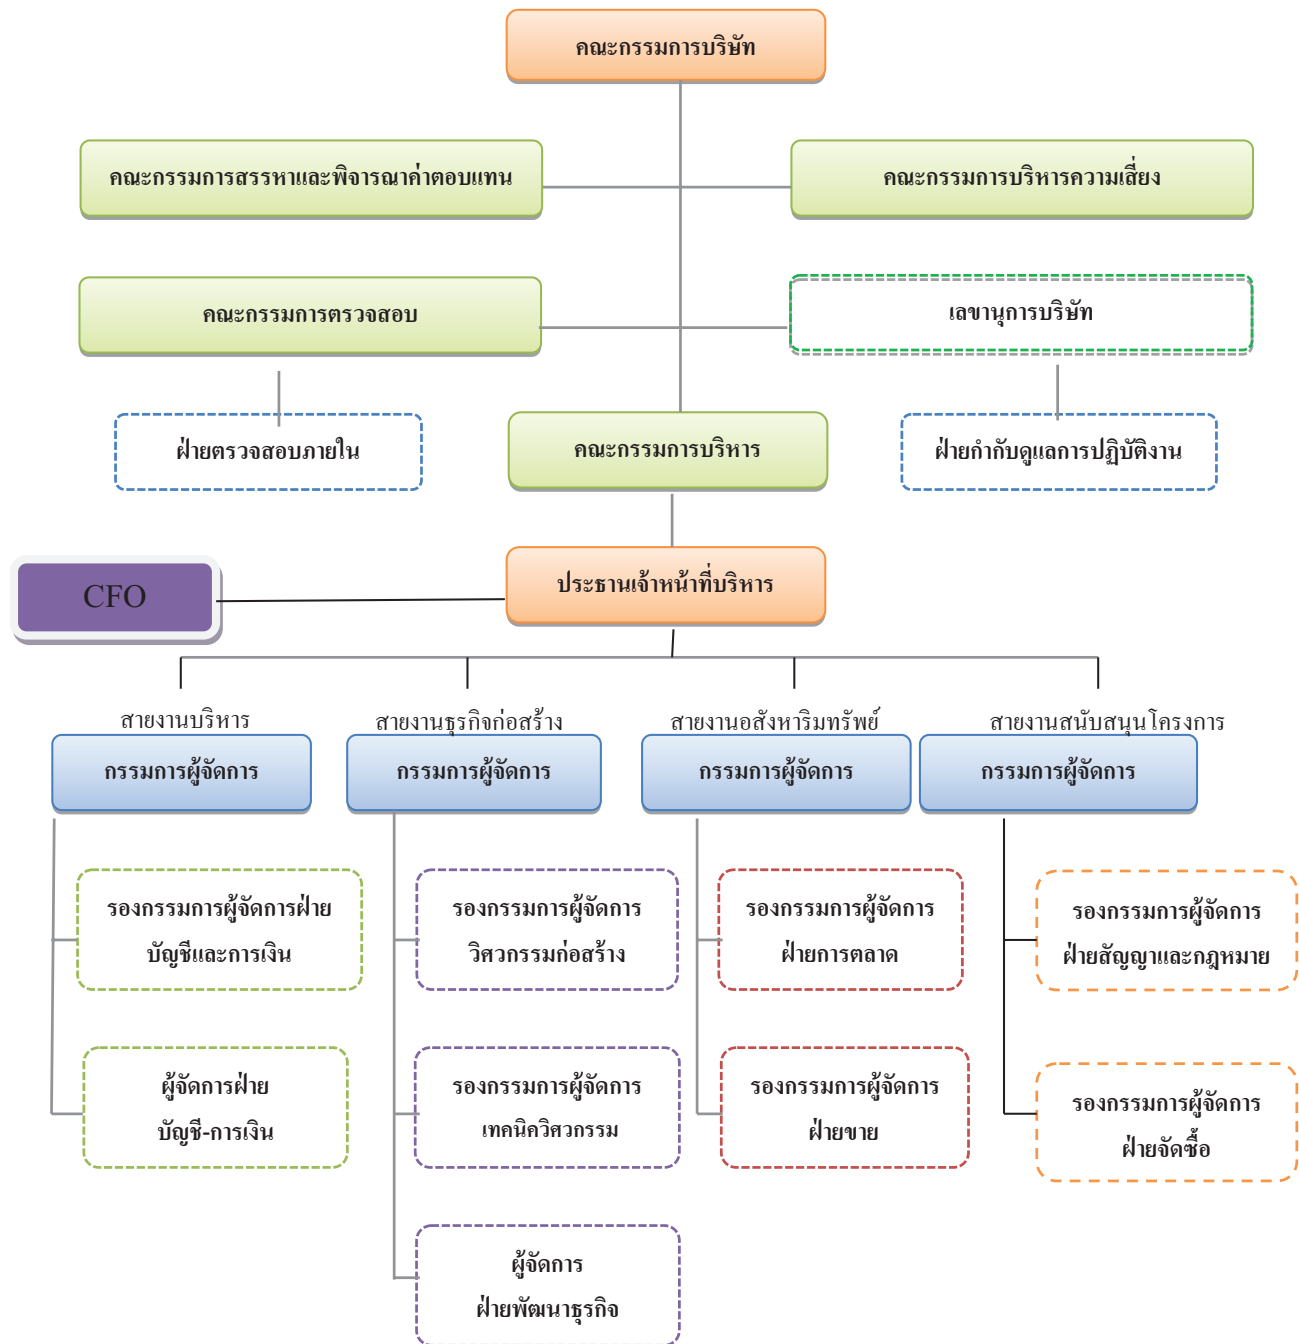 คณะกรรมการบริษัท
คณะกรรมการสรรหาและพิจารณาค่าตอบแทน
คณะกรรมการบริหารความเสี่ยง
คณะกรรมการตรวจสอบ
เลขานุการบริษัท
ฝ่ายตรวจสอบภายใน
คณะกรรมการบริหาร
ฝ่ายกำกับดูแลการปฏิบัติงาน
CFO
ประธานเจ้าหน้าที่บริหาร
สายงานบริหาร
สายงานธุรกิจก่อสร้าง
สายงานอสังหาริมทรัพย์
สายงานสนับสนุนโครงการ
กรรมการผู้จัดการ
กรรมการผู้จัดการ
กรรมการผู้จัดการ
กรรมการผู้จัดการ
รองกรรมการผู้จัดการฝ่าย
บัญชีและการเงิน
รองกรรมการผู้จัดการ
วิศวกรรมก่อสร้าง
รองกรรมการผู้จัดการ
ฝ่ายการตลาด
รองกรรมการผู้จัดการ
ฝ่ายสัญญาและกฎหมาย
ผู้จัดการฝ่าย
บัญชี-การเงิน
รองกรรมการผู้จัดการ
เทคนิควิศวกรรม
รองกรรมการผู้จัดการ
ฝ่ายขาย
รองกรรมการผู้จัดการ
ฝ่ายจัดซื้อ
ผู้จัดการ
ฝ่ายพัฒนาธุรกิจ